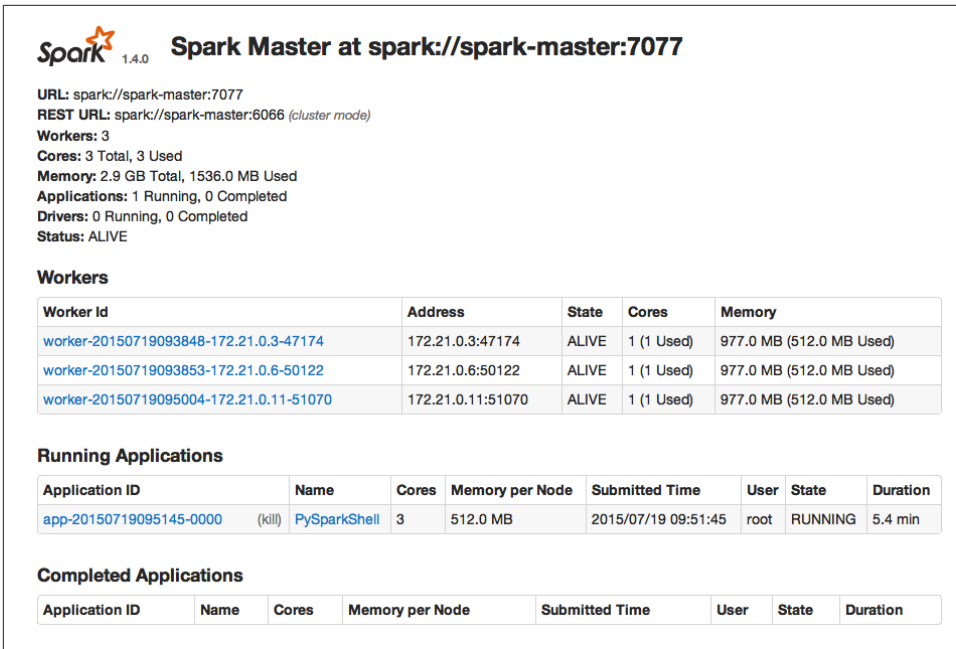 Spark 1.4.0 Spark Master at spark://spark-master:7077
URL: spark://spark-master:7077
REST URL: spark://spark-master:6066 (cluster mode)
Workers: 3
Cores: 3 Total, 3 Used
Memory: 2.9 GB Total, 1536.0 MB Used
Applications: 1 Running, 0 Completed
Drivers: 0 Running, 0 Completed
Status: ALIVE
Workers
Worker Id Address State Cores Memory
worker-20150719093848-172.21.0.3-47174 172.21.0.3:47174 ALIVE 1 (1 Used) 977.0 MB (512.0 MB Used)
worker-20150719093853-172.21.0.6-50122 172.21.0.6:50122 ALIVE 1 (1 Used) 977.0 MB (512.0 MB Used)
worker-20150719095004-172.21.0.11-51070 172.21.0.11:51070 ALIVE 1 (1 Used) 977.0 MB (512.0 MB Used)
Running Applications
Application ID Name Cores Memory per Node Submitted Time User State Duration
app-20150719095145-0000 (kill) PySparkShell 3 512.0 MB 2015/07/19 09:51:45 root RUNNING 5.4 min
Completed Applications
Application ID Name Cores Memory per Node Submitted Time User State Duration